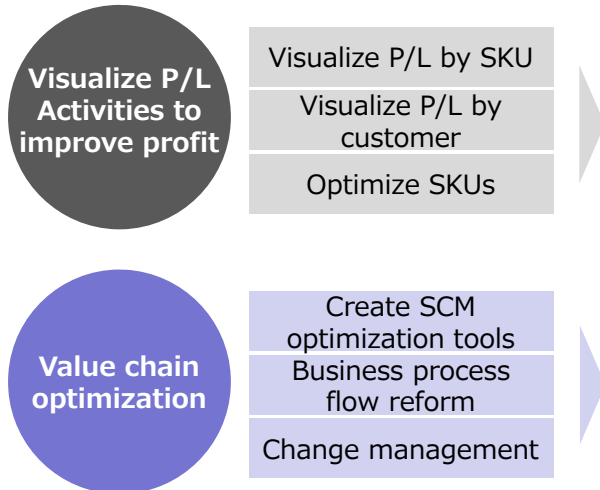 Visualize P/L
Activities to
improve profit
Visualize P/L by SKU
Visualize P/L by
customer
Optimize SKUs
Value chain
optimization
Create SCM
optimization tools
Business process
flow reform
Change management